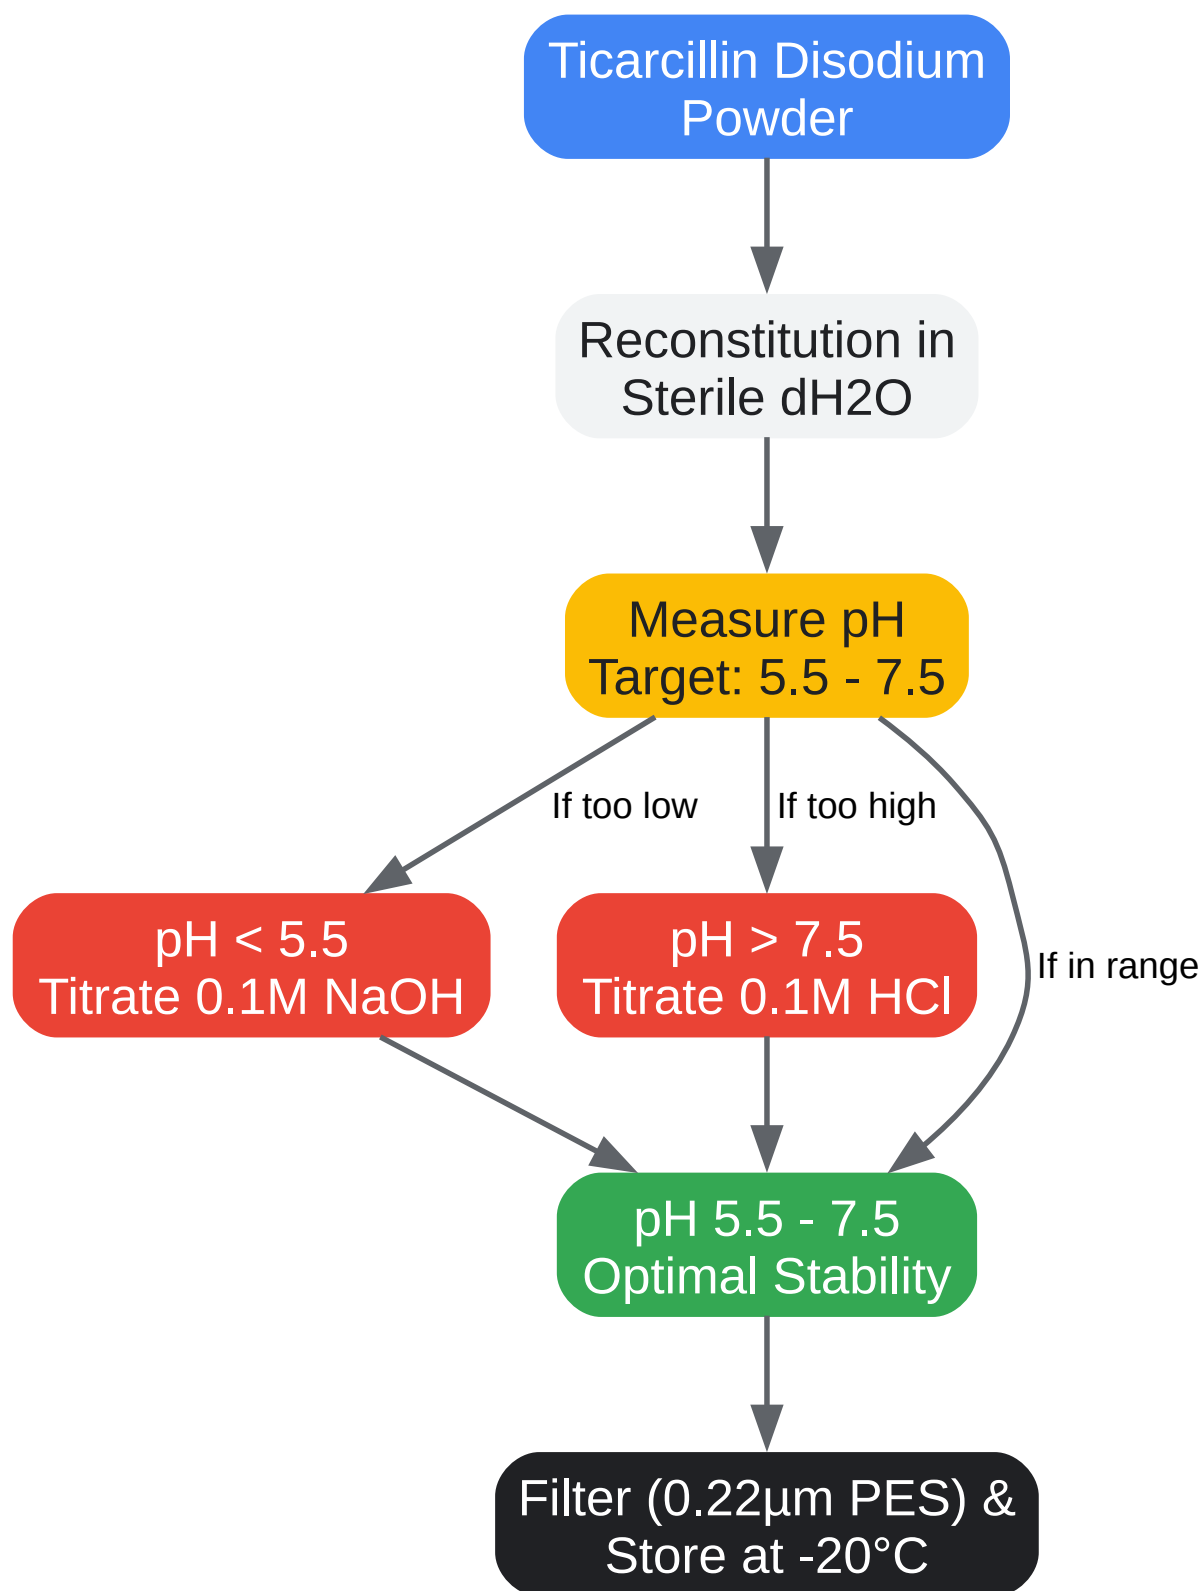 Ticarcillin Disodium
Powder
Reconstitution in
Sterile dH2O
Measure pH
Target: 5.5 - 7.5
If too low
If too high
If in range
pH < 5.5
Titrate 0.1M NaOH
pH > 7.5
Titrate 0.1M HCl
pH 5.5 - 7.5
Optimal Stability
Filter (0.22µm PES) &
Store at -20°C